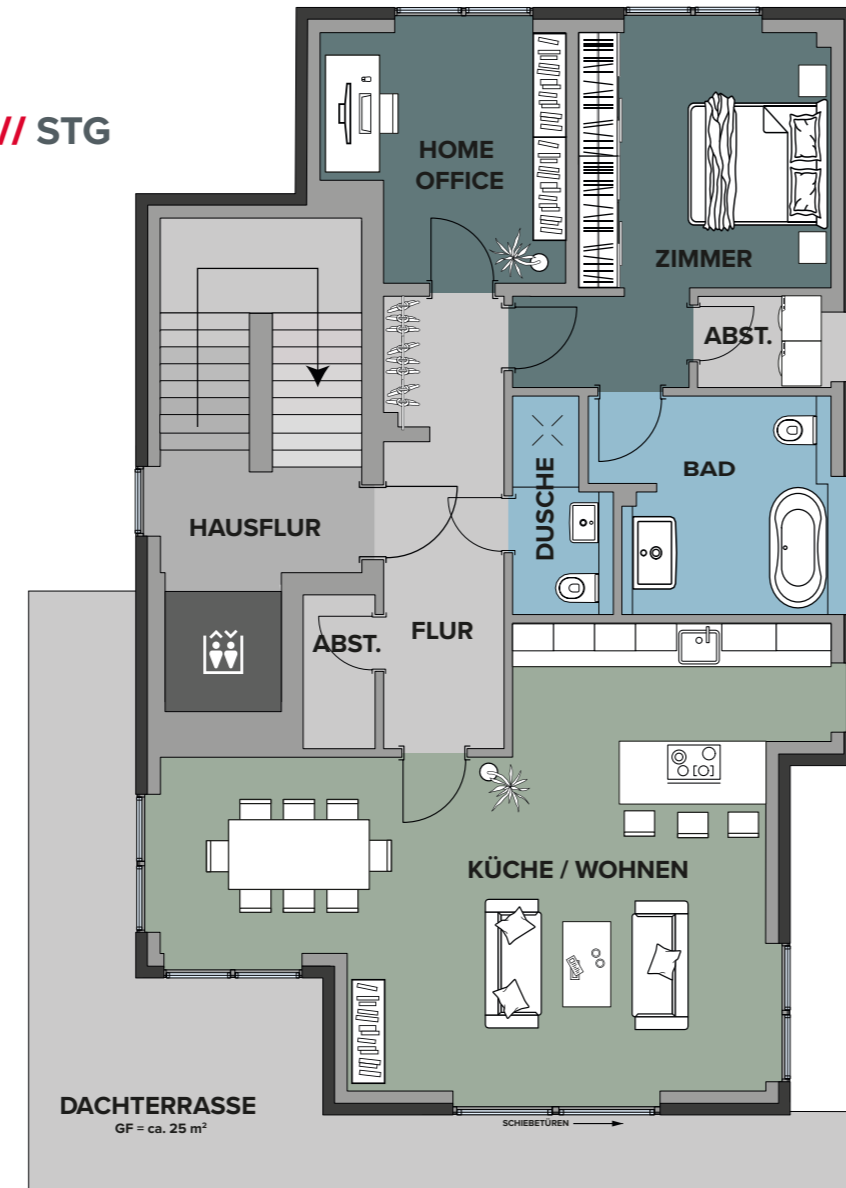 // STG
HOME
OFFICE
ZIMMER
ABST.
BAD
DUSCHE
HAUSFLUR
FLUR
ABST.
KÜCHE / WOHNEN
DACHTERRASSE
GF = ca. 25 m²
SCHIEBETÜREN